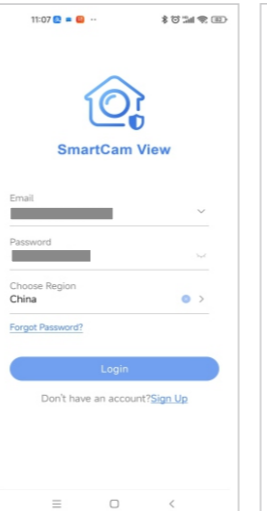 11:07
SmartCam View
Email
Password
Choose Region
China
Forgot Password?
Login
Don't have an account?Sign Up